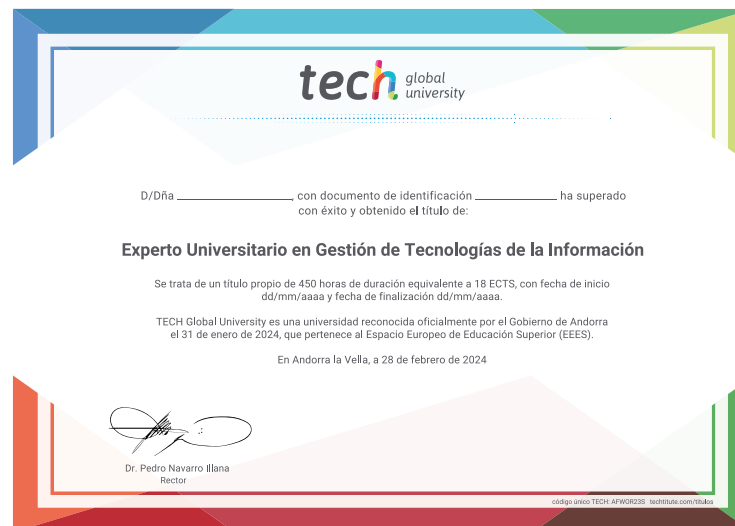 tech global university
D/Dña ____________________, con documento de identificación ______________ ha superado
con éxito y obtenido el título de:
Experto Universitario en Gestión de Tecnologías de la Información
Se trata de un título propio de 450 horas de duración equivalente a 18 ECTS, con fecha de inicio
dd/mm/aaaa y fecha de finalización dd/mm/aaaa.
TECH Global University es una universidad reconocida oficialmente por el Gobierno de Andorra
el 31 de enero de 2024, que pertenece al Espacio Europeo de Educación Superior (EEES).
En Andorra la Vella, a 28 de febrero de 2024
Dr. Pedro Navarro Illana
Rector
código único TECH: AFWOR23S techtitute.com/titulos